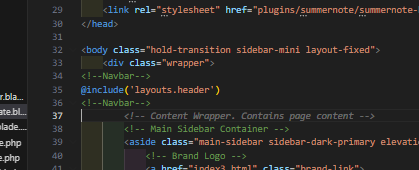 29 <link rel="stylesheet" href="plugins/summernote/summernote-
30 </head>
31
32 <body class="hold-transition sidebar-mini layout-fixed">
33 <div class="wrapper">
34 <!--Navbar-->
35 @include('layouts.header')
36 <!--Navbar-->
37 <!-- Content Wrapper. Contains page content -->
38 <!-- Main Sidebar Container -->
39 <aside class="main-sidebar sidebar-dark-primary elevatio
40 <!-- Brand Logo -->
41 <a href="index3.html" class="brand-link">
r.bla...
ate.bl...
blade....
e.php
e.php